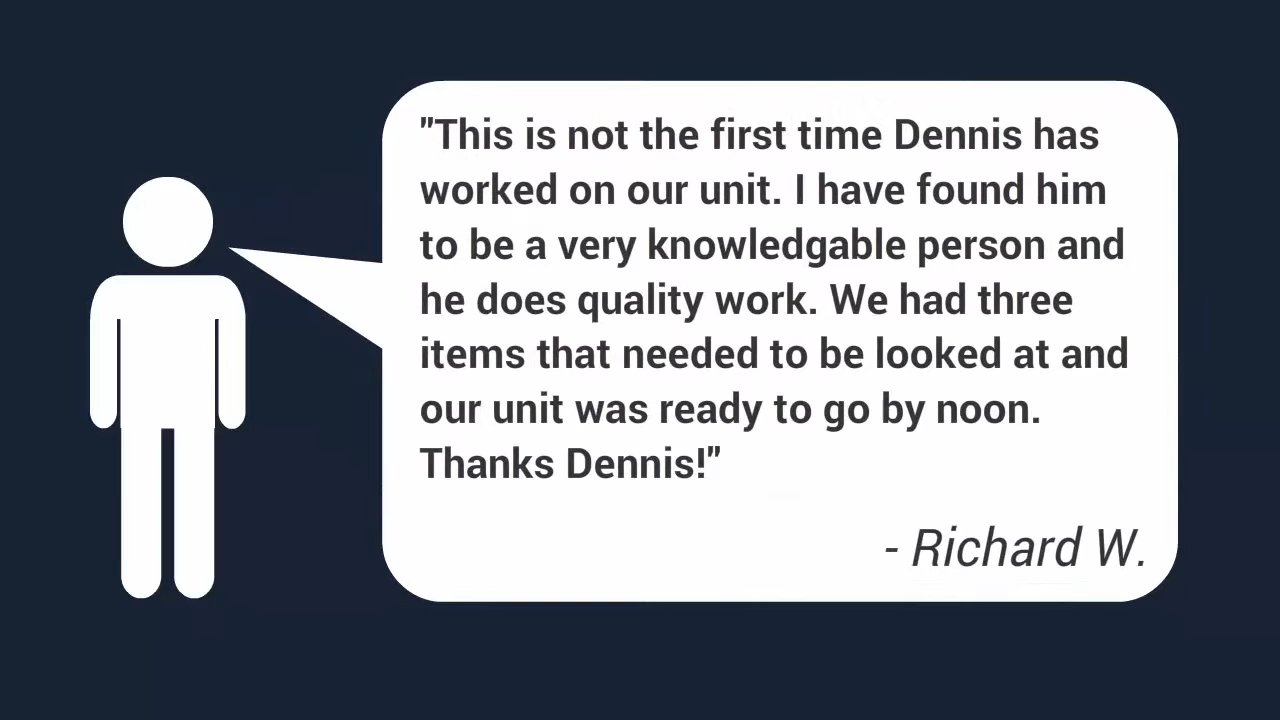 "This is not the first time Dennis has
worked on our unit. I have found him
to be a very knowledgable person and
he does quality work. We had three
items that needed to be looked at and
our unit was ready to go by noon.
Thanks Dennis!"
- Richard W.